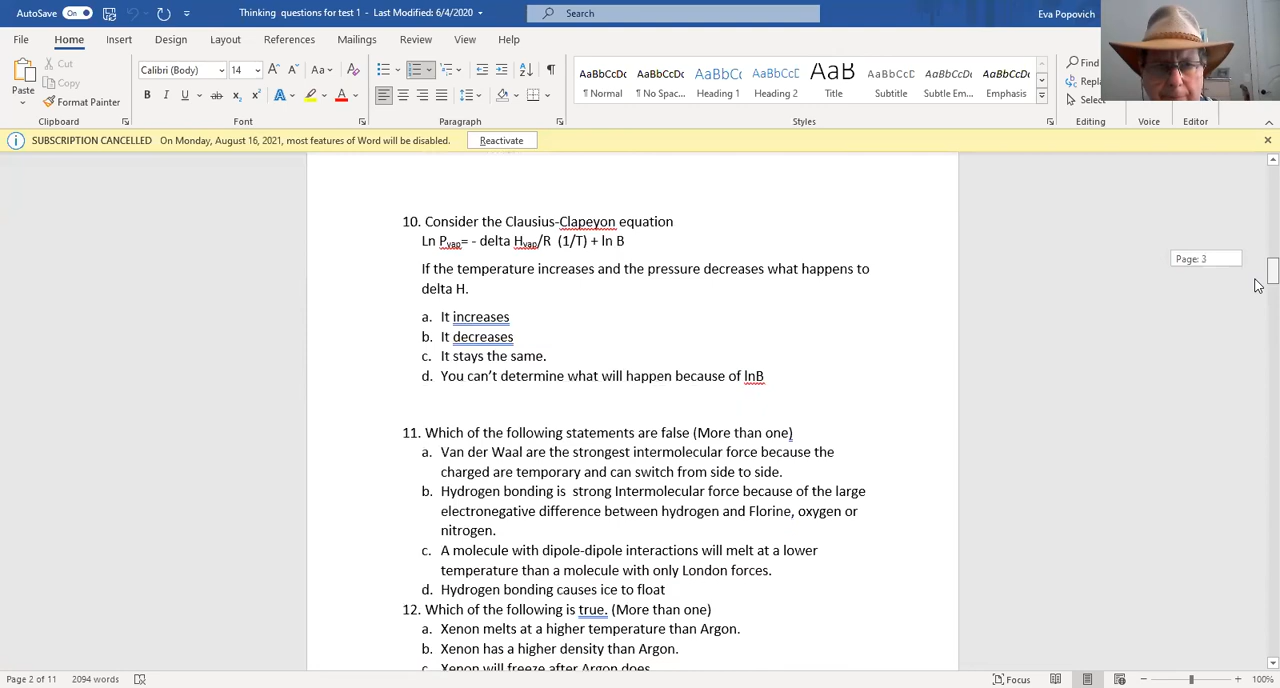 AutoSave On Thinking questions for test 1 - Last Modified: 6/4/2020 Search Eva Popovich
File Home Insert Design Layout References Mailings Review View Help
Paste Cut Copy Format Painter
Calibri (Body) 14
B I U ab x₂ x² A A
AaBbCcDc AaBbCcDc AaBbCc AaBbCcD AaB AaBbCcD AaBbCcDc AaBbCcDc
¶ Normal ¶ No Spac... Heading 1 Heading 2 Title Subtitle Subtle Em... Emphasis
Find
Repla
Select
Clipboard Font Paragraph Styles Editing Voice Editor
SUBSCRIPTION CANCELLED On Monday, August 16, 2021, most features of Word will be disabled. Reactivate
10. Consider the Clausius-Clapeyon equation
Ln Pvap= - delta Hvap/R (1/T) + ln B
If the temperature increases and the pressure decreases what happens to
delta H.
a. It increases
b. It decreases
c. It stays the same.
d. You can't determine what will happen because of lnB
11. Which of the following statements are false (More than one)
a. Van der Waal are the strongest intermolecular force because the
charged are temporary and can switch from side to side.
b. Hydrogen bonding is strong Intermolecular force because of the large
electronegative difference between hydrogen and Florine, oxygen or
nitrogen.
c. A molecule with dipole-dipole interactions will melt at a lower
temperature than a molecule with only London forces.
d. Hydrogen bonding causes ice to float
12. Which of the following is true. (More than one)
a. Xenon melts at a higher temperature than Argon.
b. Xenon has a higher density than Argon.
c. Xenon will freeze after Argon does
Page: 3
Page 2 of 11 2094 words Focus 100%